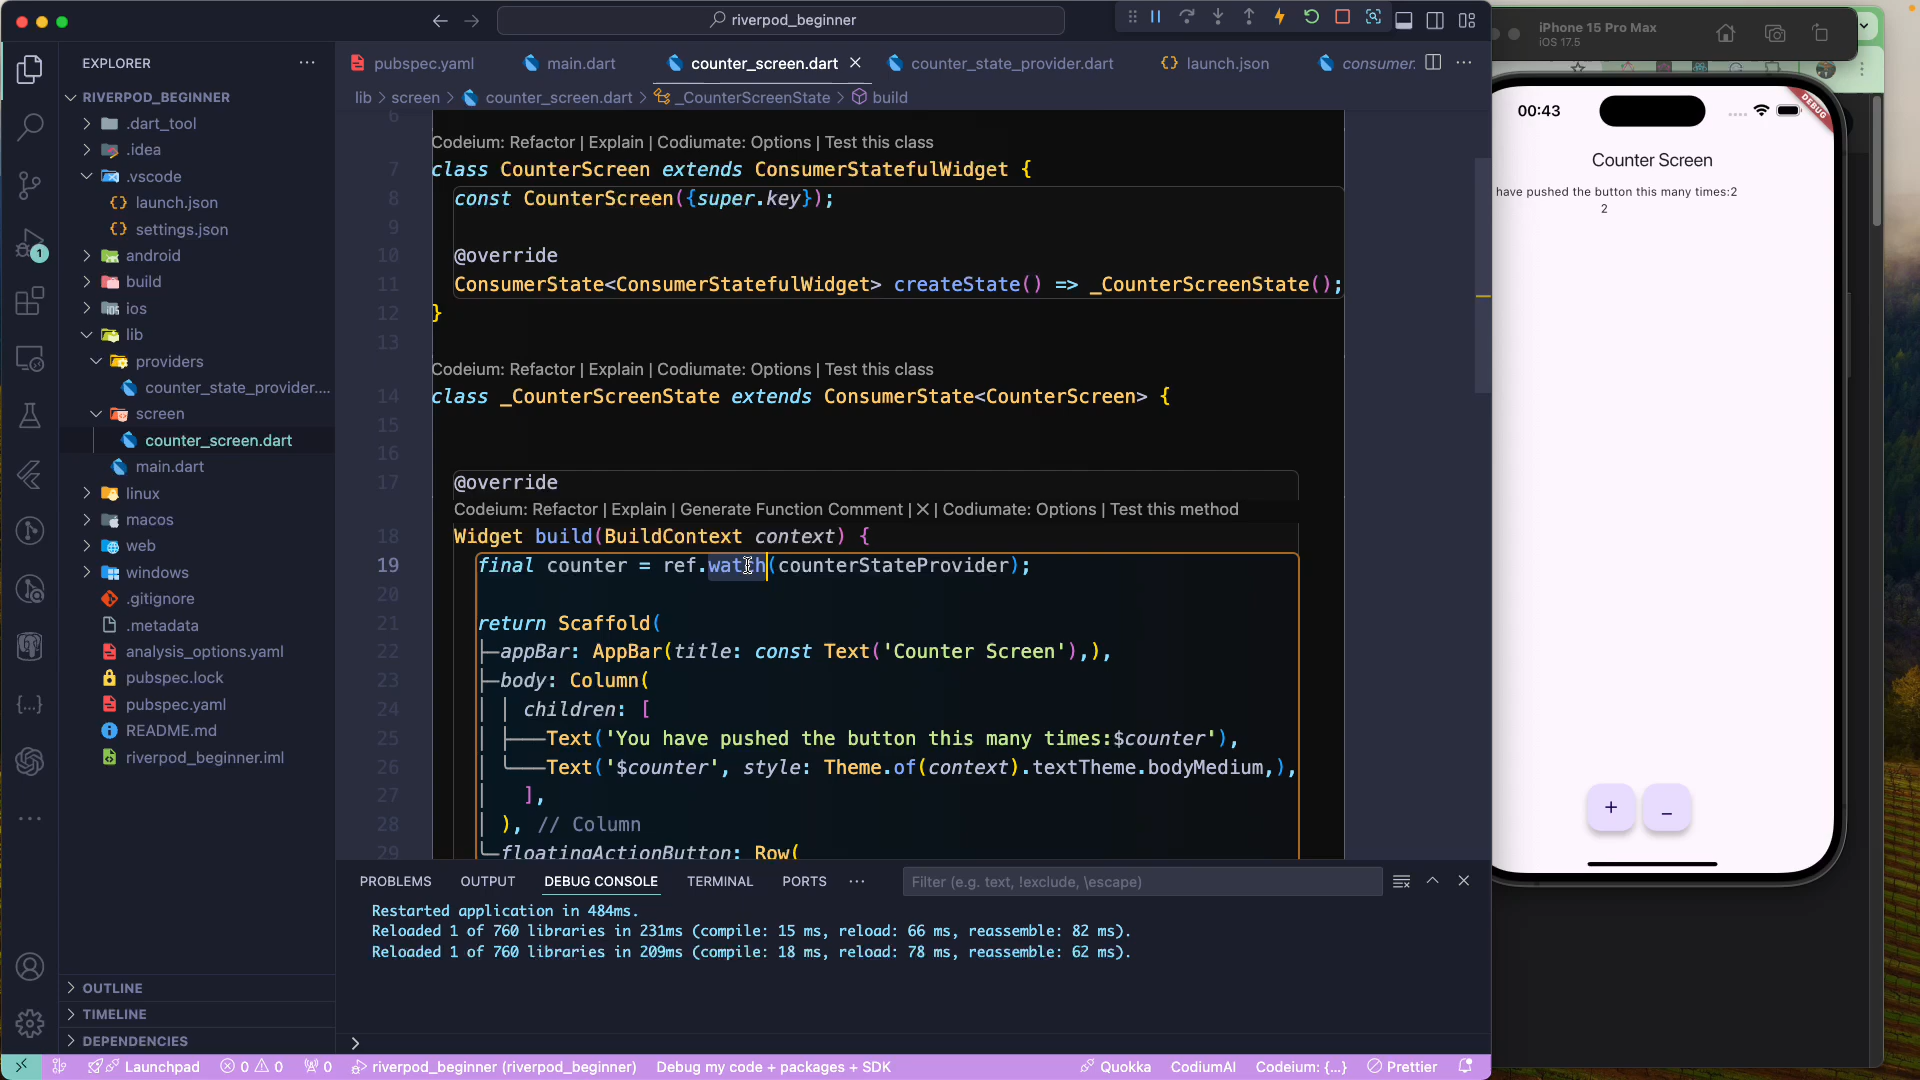 riverpod_beginner
iPhone 15 Pro Max
iOS 17.5
EXPLORER
pubspec.yaml
main.dart
counter_screen.dart
counter_state_provider.dart
launch.json
consumer.
RIVERPOD_BEGINNER
lib > screen > counter_screen.dart > _CounterScreenState > build
.dart_tool
.idea
.vscode
launch.json
settings.json
android
build
ios
lib
providers
counter_state_provider....
screen
counter_screen.dart
main.dart
linux
macos
web
windows
.gitignore
.metadata
analysis_options.yaml
pubspec.lock
pubspec.yaml
README.md
riverpod_beginner.iml
OUTLINE
TIMELINE
DEPENDENCIES
1
6
Codeium: Refactor | Explain | Codiumate: Options | Test this class
7 class CounterScreen extends ConsumerStatefulWidget {
8 const CounterScreen({super.key});
9
10 @override
11 ConsumerState<ConsumerStatefulWidget> createState() => _CounterScreenState();
12 }
13
Codeium: Refactor | Explain | Codiumate: Options | Test this class
14 class _CounterScreenState extends ConsumerState<CounterScreen> {
15
16
17 @override
Codeium: Refactor | Explain | Generate Function Comment | X | Codiumate: Options | Test this method
18 Widget build(BuildContext context) {
19 final counter = ref.watch(counterStateProvider);
20
21 return Scaffold(
22 appBar: AppBar(title: const Text('Counter Screen'),),
23 body: Column(
24 children: [
25 Text('You have pushed the button this many times:$counter'),
26 Text('$counter', style: Theme.of(context).textTheme.bodyMedium,),
27 ],
28 ), // Column
29 floatingActionButton: Row(
PROBLEMS
OUTPUT
DEBUG CONSOLE
TERMINAL
PORTS
Filter (e.g. text, !exclude, \escape)
Restarted application in 484ms.
Reloaded 1 of 760 libraries in 231ms (compile: 15 ms, reload: 66 ms, reassemble: 82 ms).
Reloaded 1 of 760 libraries in 209ms (compile: 18 ms, reload: 78 ms, reassemble: 62 ms).
Launchpad
0
0
0
riverpod_beginner (riverpod_beginner)
Debug my code + packages + SDK
Quokka
CodiumAI
Codeium: {...}
Prettier
00:43
DEBUG
Counter Screen
have pushed the button this many times:2
2
+
_